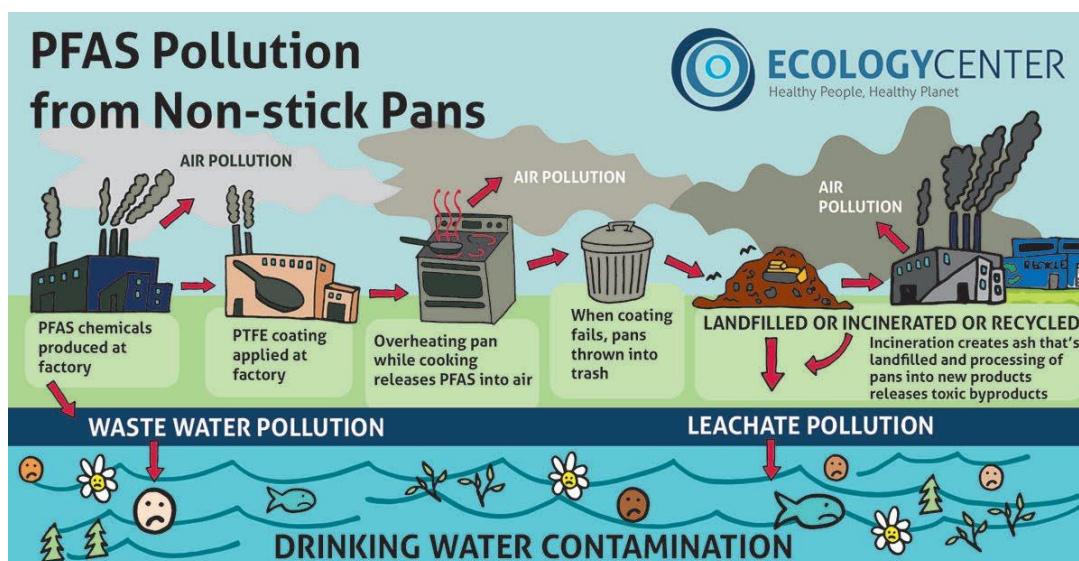 PFAS Pollution
from Non-stick Pans
ECOLOGYCENTER
Healthy People, Healthy Planet
AIR POLLUTION
AIR POLLUTION
AIR
POLLUTION
RECYCLE
PFAS chemicals
produced at
factory
PTFE coating
applied at
factory
Overheating pan
while cooking
releases PFAS into air
When coating
fails, pans
thrown into
trash
LANDFILLED OR INCINERATED OR RECYCLED
Incineration creates ash that's
landfilled and processing of
pans into new products
releases toxic byproducts
WASTE WATER POLLUTION
LEACHATE POLLUTION
DRINKING WATER CONTAMINATION